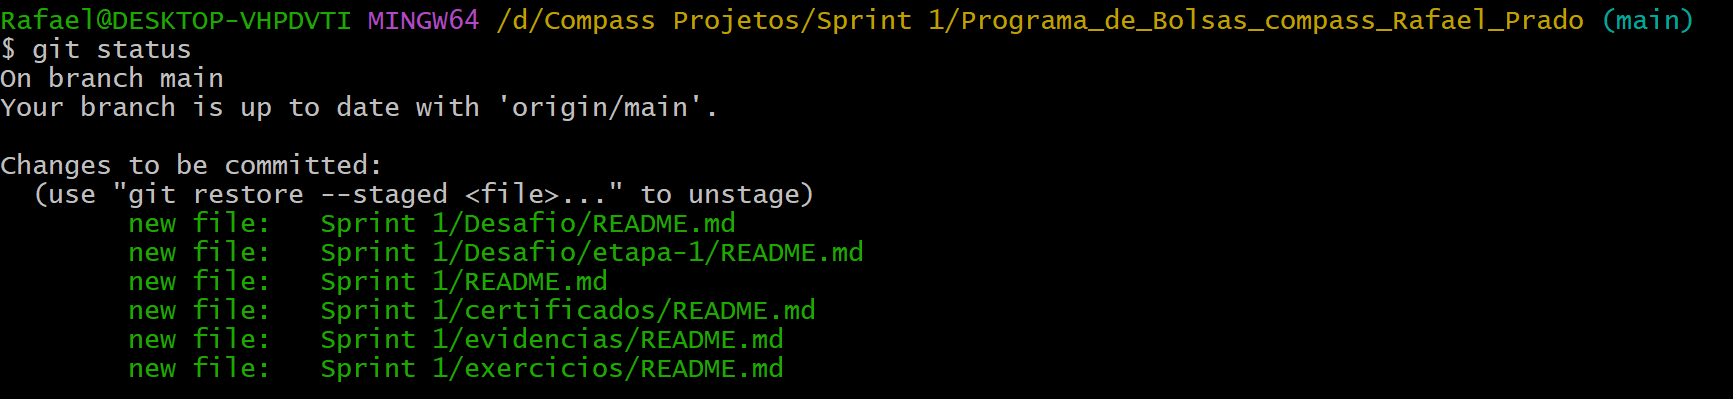 Rafael@DESKTOP-VHPDVTI MINGW64 /d/Compass Projetos/Sprint 1/Programa_de_Bolsas_compass_Rafael_Prado (main)
$ git status
On branch main
Your branch is up to date with 'origin/main'.

Changes to be committed:
  (use "git restore --staged <file>..." to unstage)
        new file:   Sprint 1/Desafio/README.md
        new file:   Sprint 1/Desafio/etapa-1/README.md
        new file:   Sprint 1/README.md
        new file:   Sprint 1/certificados/README.md
        new file:   Sprint 1/evidencias/README.md
        new file:   Sprint 1/exercicios/README.md